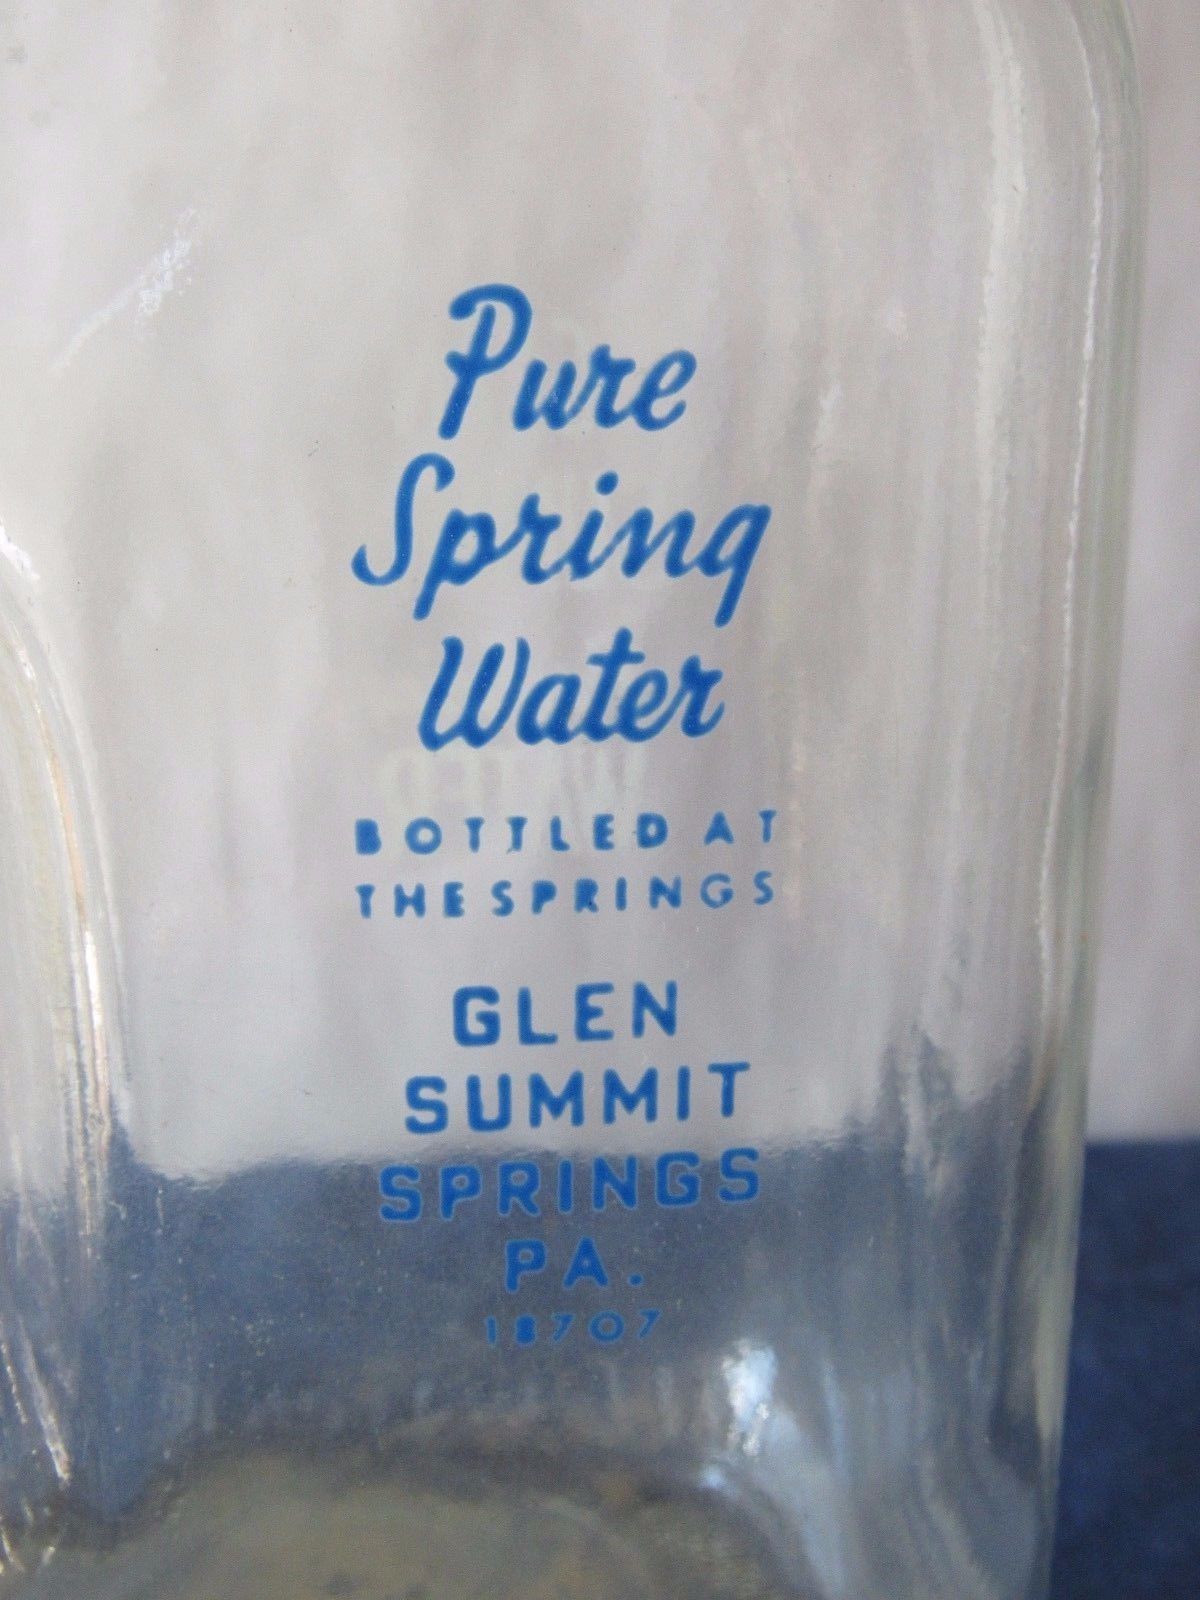 Pure
Spring
Water
BOTTLED AT
THE SPRINGS
GLEN
SUMMIT
SPRINGS
PA.
18707